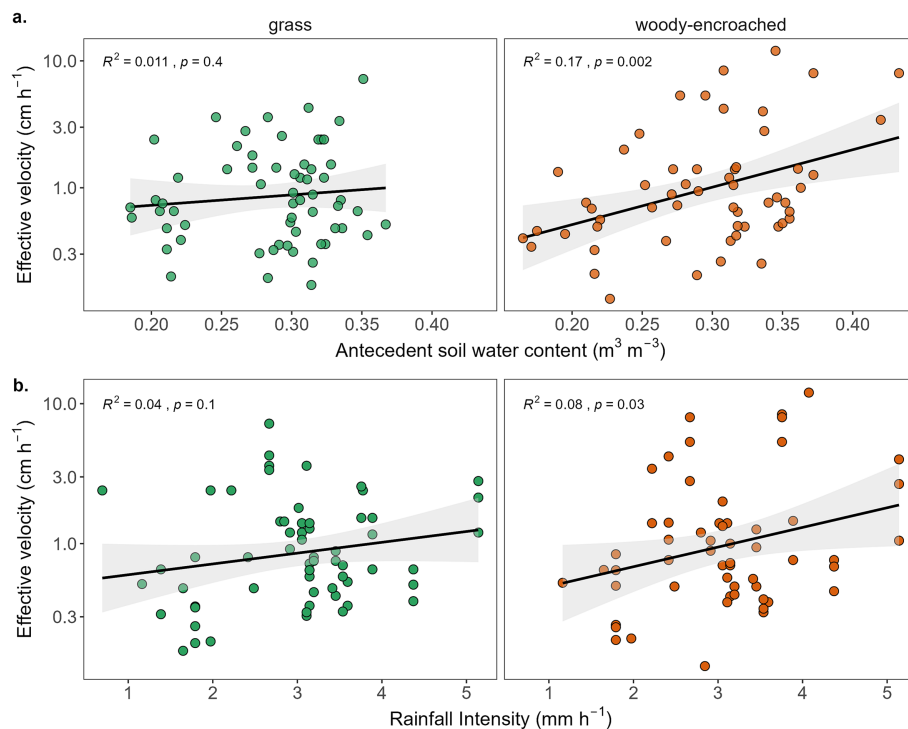 a.
grass woody-encroached
Effective velocity (cm h⁻¹)
10.0
3.0
1.0
0.3
R² = 0.011 , p = 0.4
R² = 0.17 , p = 0.002
0.20 0.25 0.30 0.35 0.40 0.20 0.25 0.30 0.35 0.40
Antecedent soil water content (m³ m⁻³)
b.
Effective velocity (cm h⁻¹)
10.0
3.0
1.0
0.3
R² = 0.04 , p = 0.1
R² = 0.08 , p = 0.03
1 2 3 4 5 1 2 3 4 5
Rainfall Intensity (mm h⁻¹)